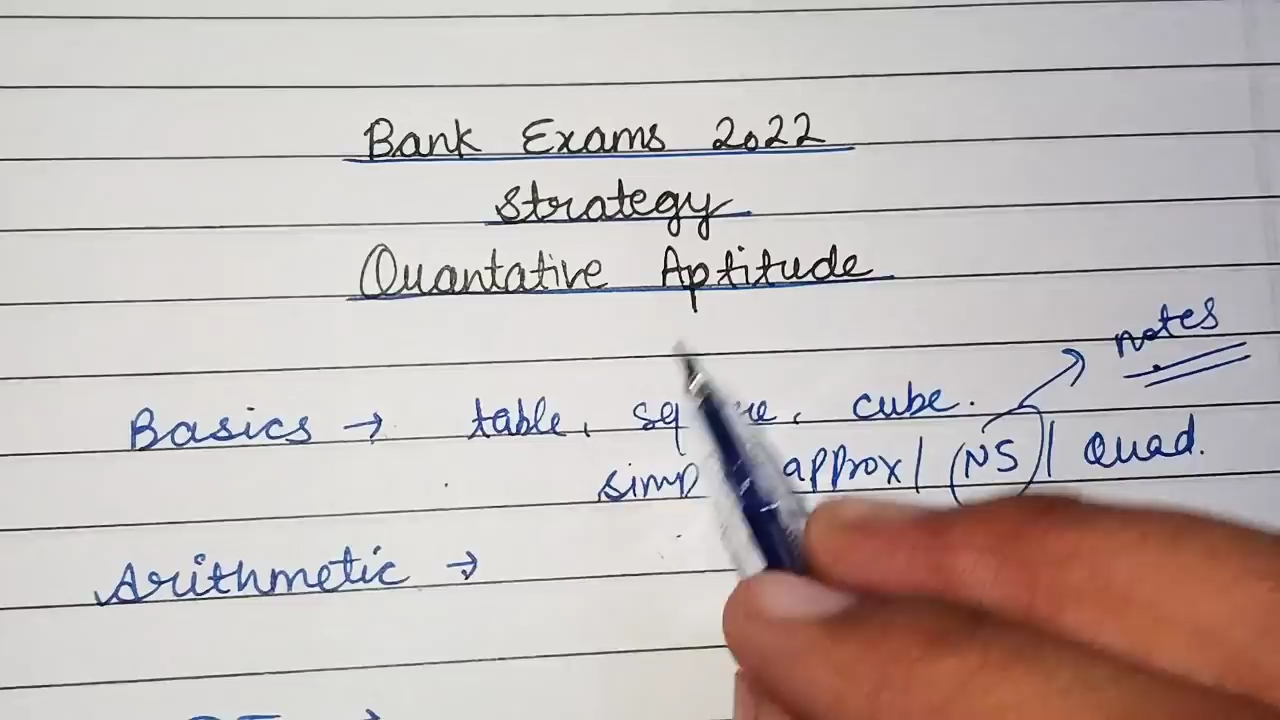 Bank Exams 2022
Strategy
Quantative Aptitude
notes
Basics → table, cube.
approx | (NS) | Quad.
Arithmetic →